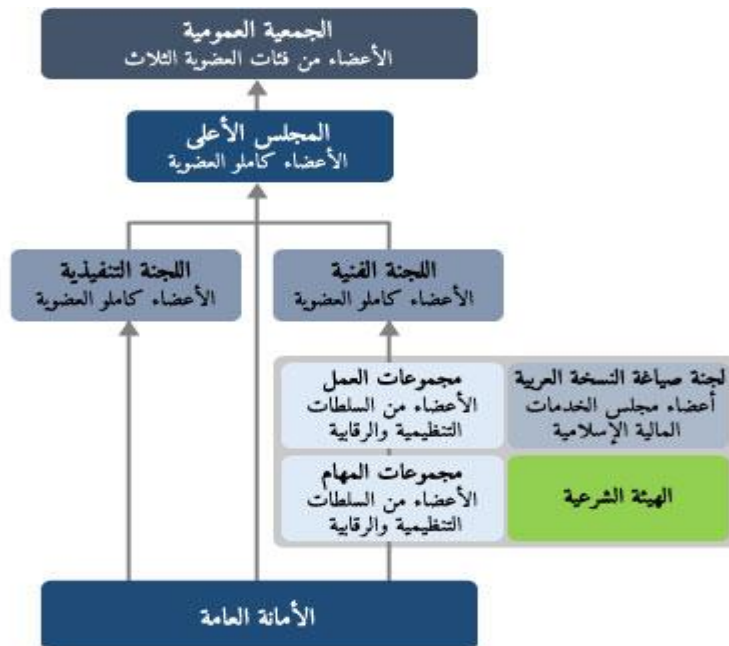 الجمعية العمومية
الأعضاء من فئات العضوية الثلاث
المجلس الأعلى
الأعضاء كاملو العضوية
اللجنة الفنية
الأعضاء كاملو العضوية
اللجنة التنفيذية
الأعضاء كاملو العضوية
لجنة صياغة النسخة العربية
أعضاء مجلس الخدمات
المالية الإسلامية
مجموعات العمل
الأعضاء من السلطات
التنظيمية والرقابية
الهيئة الشرعية
مجموعات المهام
الأعضاء من السلطات
التنظيمية والرقابية
الأمانة العامة